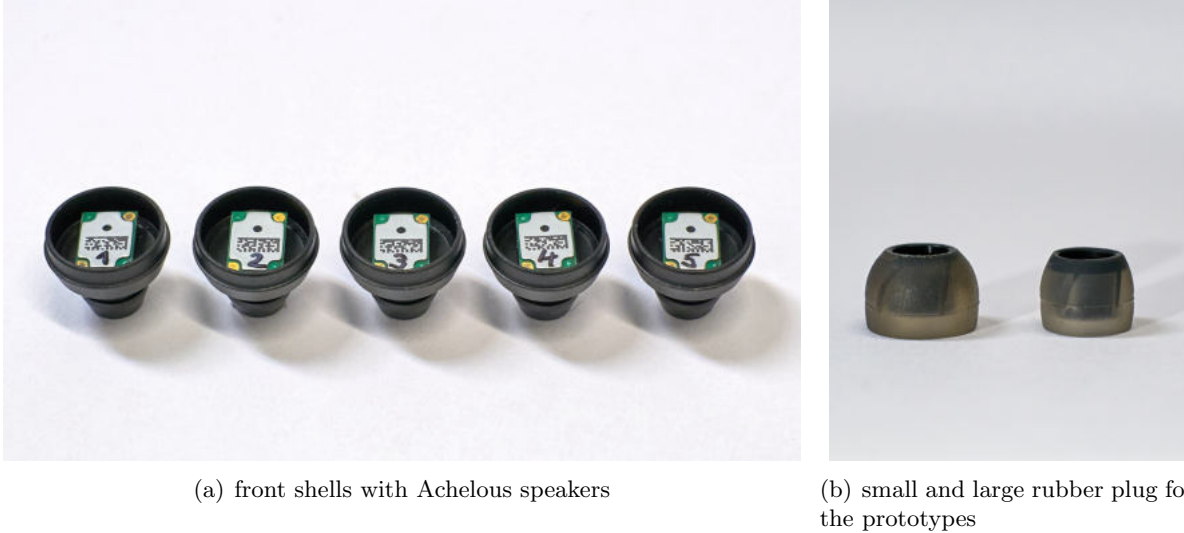 1
2
3
4
5
(a) front shells with Achelous speakers
(b) small and large rubber plug fo
the prototypes